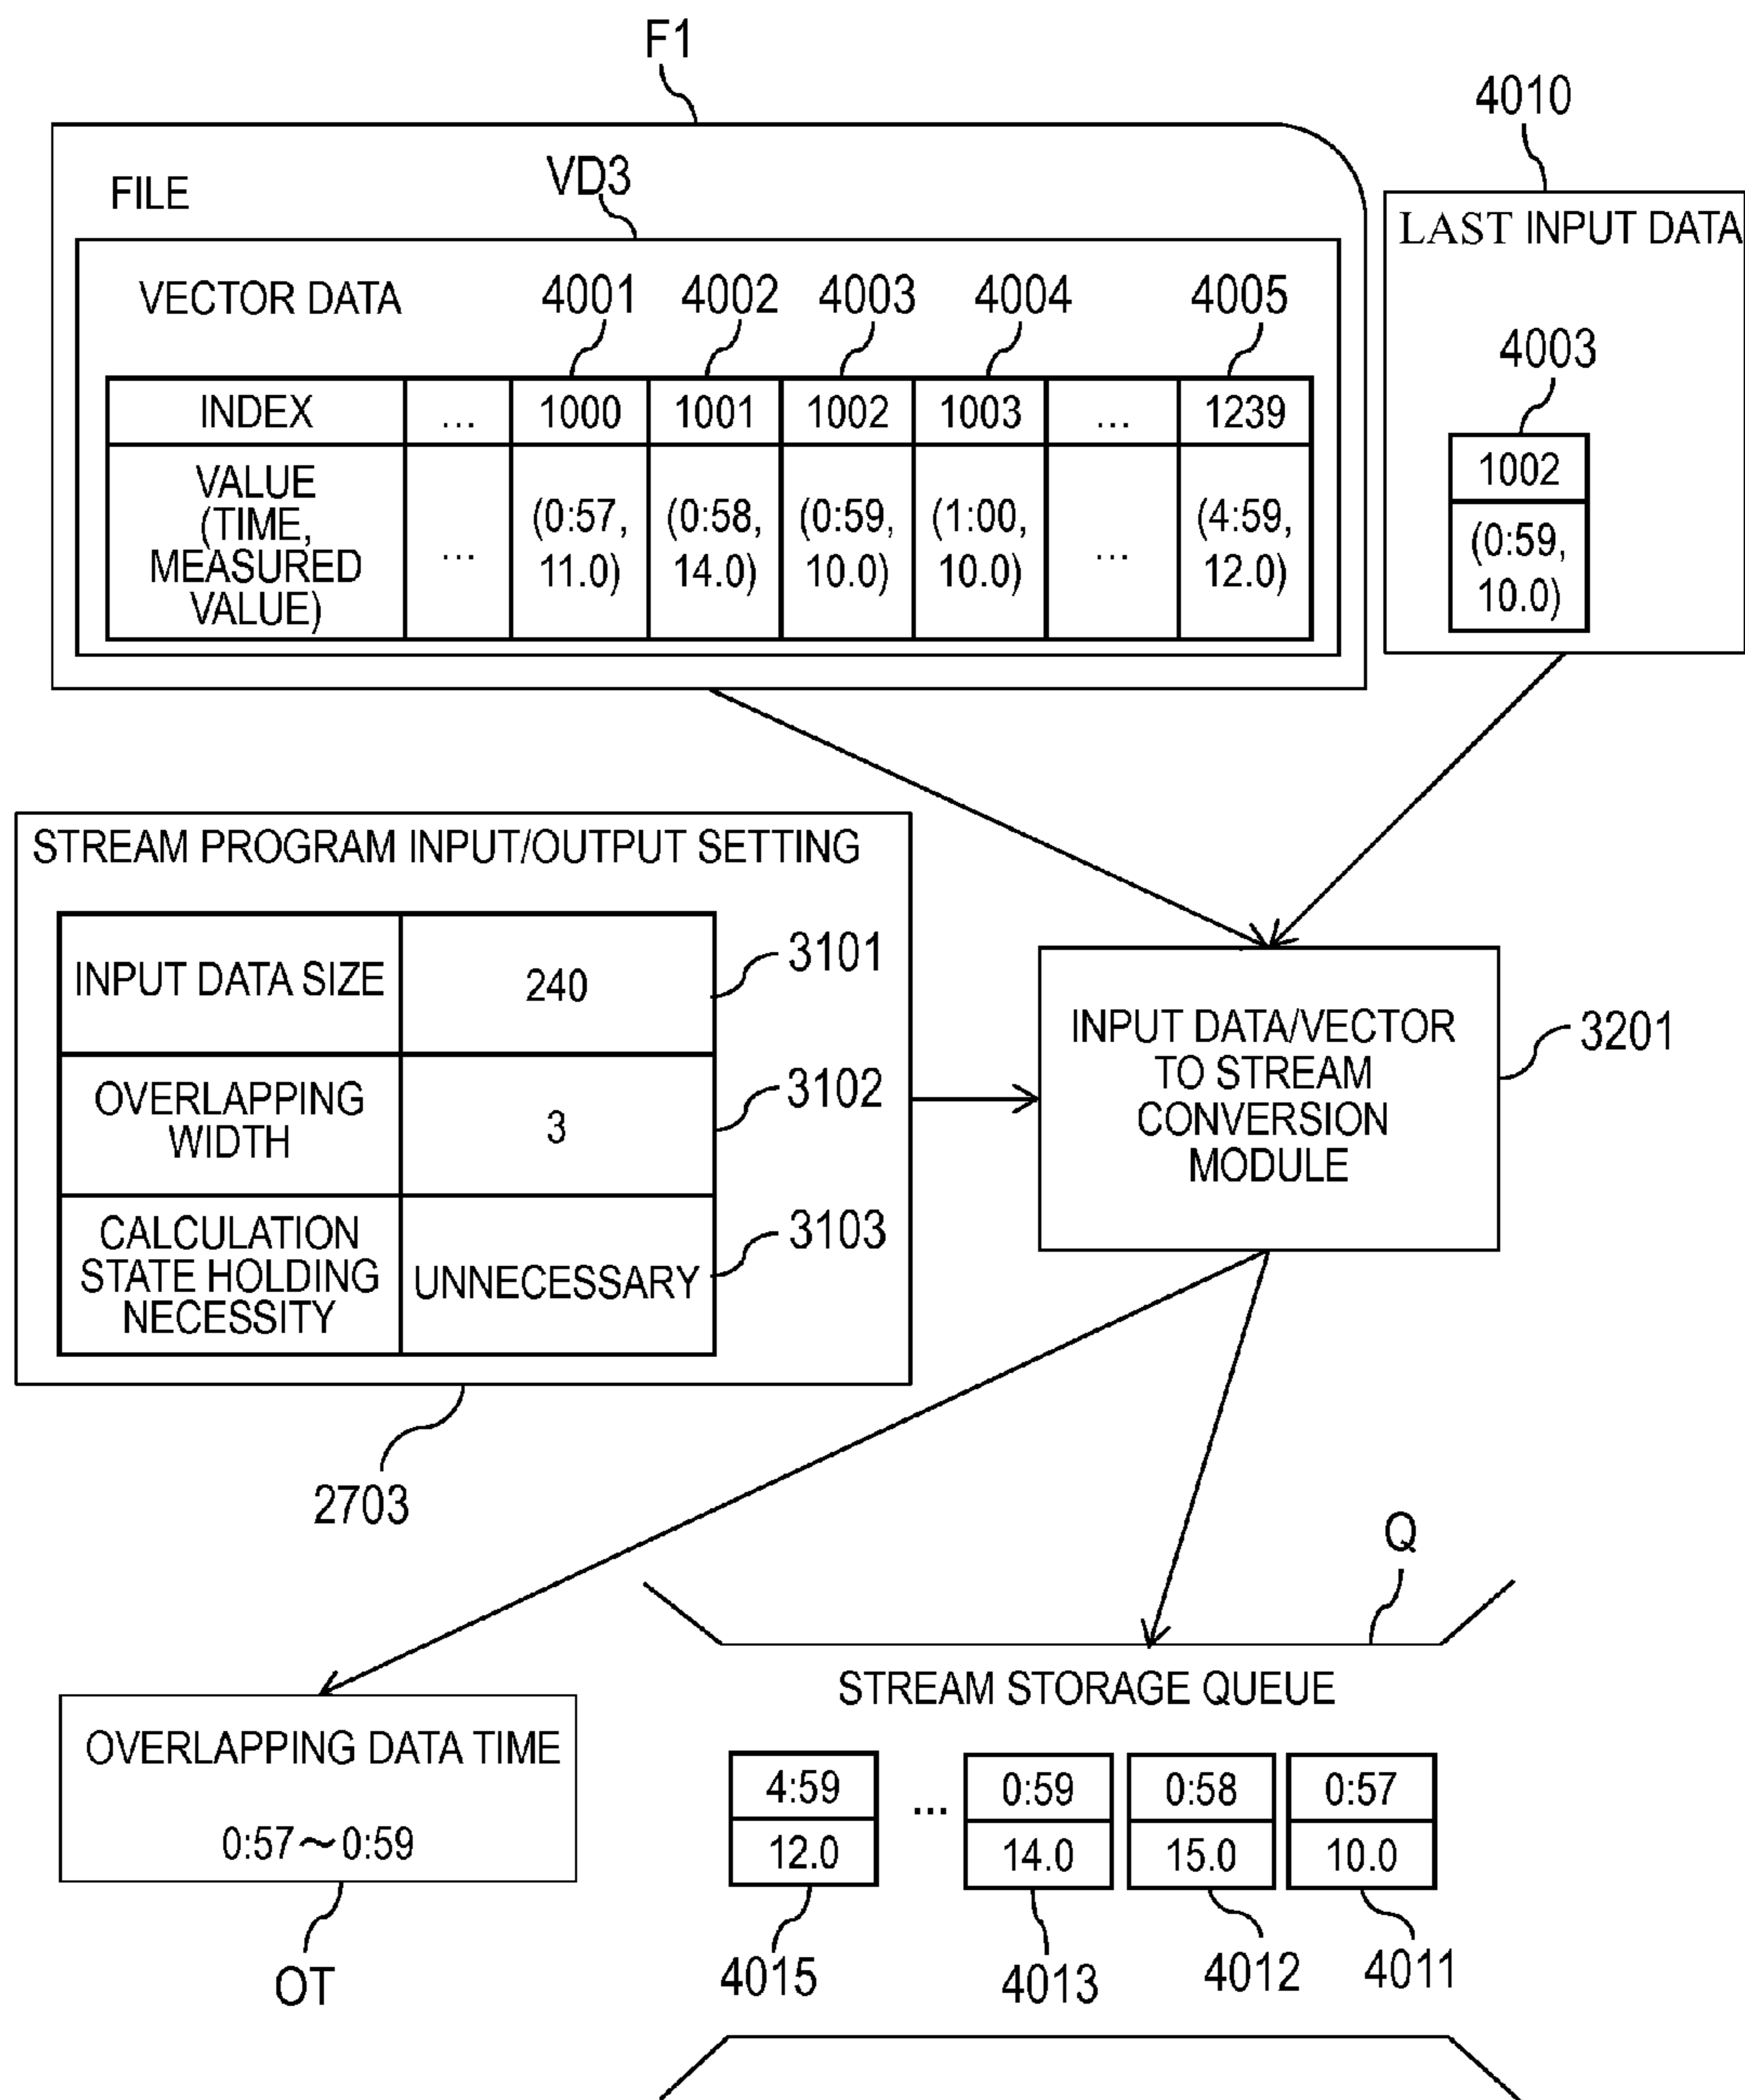 F1
4010
FILE
VD3
LAST INPUT DATA
VECTOR DATA
4001
4002
4003
4004
4005
4003
INDEX ... 1000 1001 1002 1003 ... 1239
1002
VALUE
(TIME,
MEASURED
VALUE)
...
(0:57,
11.0)
(0:58,
14.0)
(0:59,
10.0)
(1:00,
10.0)
...
(4:59,
12.0)
(0:59,
10.0)
STREAM PROGRAM INPUT/OUTPUT SETTING
INPUT DATA SIZE
240
3101
OVERLAPPING
WIDTH
3
3102
CALCULATION
STATE HOLDING
NECESSITY
UNNECESSARY
3103
2703
INPUT DATA/VECTOR
TO STREAM
CONVERSION
MODULE
3201
Q
STREAM STORAGE QUEUE
OVERLAPPING DATA TIME
0:57～0:59
OT
4:59
12.0
...
0:59
14.0
0:58
15.0
0:57
10.0
4015
4013
4012
4011